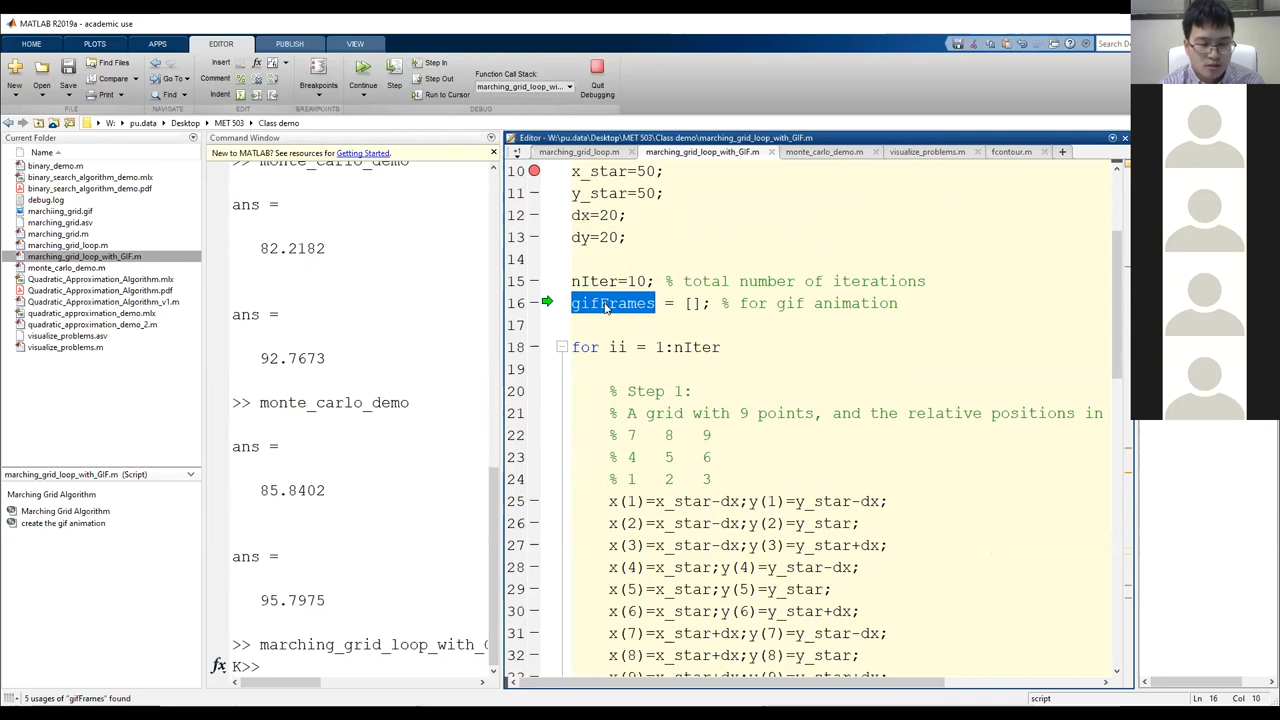 MATLAB R2019a - academic use
HOME PLOTS APPS EDITOR PUBLISH VIEW
Search Do
New Open Save
Find Files
Compare
Print
Go To
Find
Insert fx
Comment
Indent
Breakpoints
Continue
Step
Step In
Step Out
Run to Cursor
Function Call Stack:
marching_grid_loop_wi...
Quit
Debugging
FILE NAVIGATE EDIT DEBUG
W: pu.data Desktop MET 503 Class demo
Current Folder
Name
binary_demo.m
binary_search_algorithm_demo.mlx
binary_search_algorithm_demo.pdf
debug.log
marchiing_grid.gif
marching_grid.asv
marching_grid.m
marching_grid_loop.m
marching_grid_loop_with_GIF.m
monte_carlo_demo.m
Quadratic_Approximation_Algorithm.mlx
Quadratic_Approximation_Algorithm.pdf
Quadratic_Approximation_Algorithm_v1.m
quadratic_approximation_demo.mlx
quadratic_approximation_demo_2.m
visualize_problems.asv
visualize_problems.m
marching_grid_loop_with_GIF.m (Script)
Marching Grid Algorithm
Marching Grid Algorithm
create the gif animation
Command Window
New to MATLAB? See resources for Getting Started.
>> monte_carlo_demo
ans =
82.2182
ans =
92.7673
>> monte_carlo_demo
ans =
85.8402
ans =
95.7975
>> marching_grid_loop_with_G
fx K>>
Editor - W:\pu.data\Desktop\MET 503\Class demo\marching_grid_loop_with_GIF.m
marching_grid_loop.m marching_grid_loop_with_GIF.m monte_carlo_demo.m visualize_problems.m fcontour.m
10 x_star=50;
11 y_star=50;
12 dx=20;
13 dy=20;
14
15 nIter=10; % total number of iterations
16 gifFrames = []; % for gif animation
17
18 for ii = 1:nIter
19
20 % Step 1:
21 % A grid with 9 points, and the relative positions in
22 % 7 8 9
23 % 4 5 6
24 % 1 2 3
25 x(1)=x_star-dx;y(1)=y_star-dx;
26 x(2)=x_star-dx;y(2)=y_star;
27 x(3)=x_star-dx;y(3)=y_star+dx;
28 x(4)=x_star;y(4)=y_star-dx;
29 x(5)=x_star;y(5)=y_star;
30 x(6)=x_star;y(6)=y_star+dx;
31 x(7)=x_star+dx;y(7)=y_star-dx;
32 x(8)=x_star+dx;y(8)=y_star;
5 usages of "gifFrames" found
script
Ln 16 Col 10